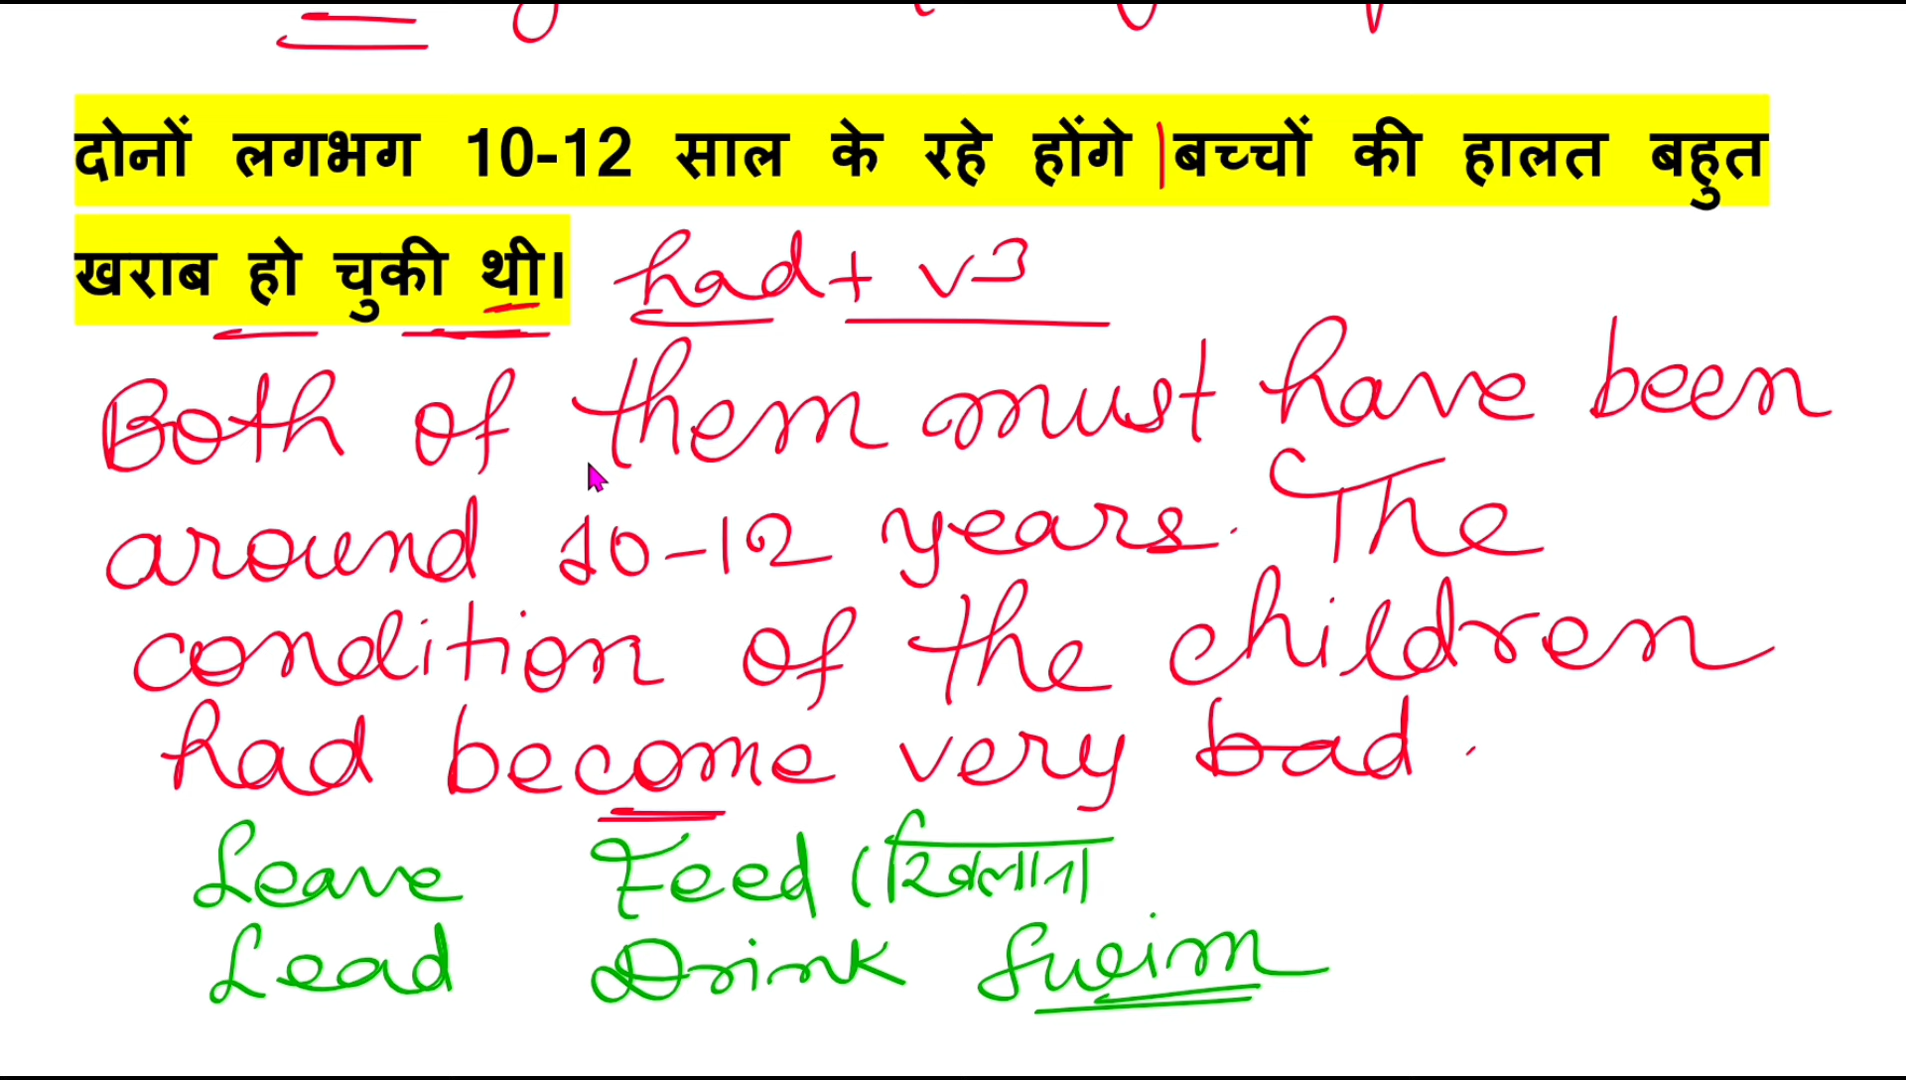 दोनों लगभग 10-12 साल के रहे होंगे |बच्चों की हालत बहुत
खराब हो चुकी थी। had + v3
Both of them must have been
around 10-12 years. The
condition of the children
had become very bad.
Leave Feed (खिलाना
Lead Drink Swim